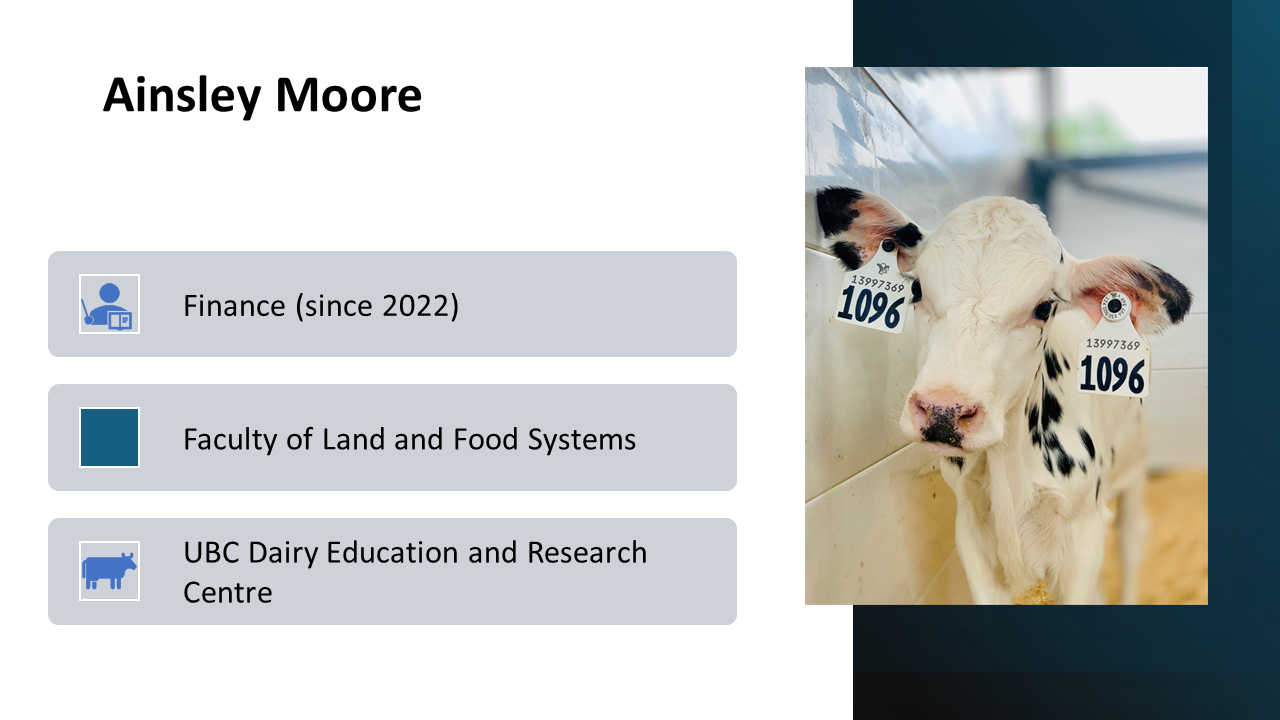 Ainsley Moore
Finance (since 2022)
Faculty of Land and Food Systems
UBC Dairy Education and Research
Centre
13997369
1096
13997369
1096